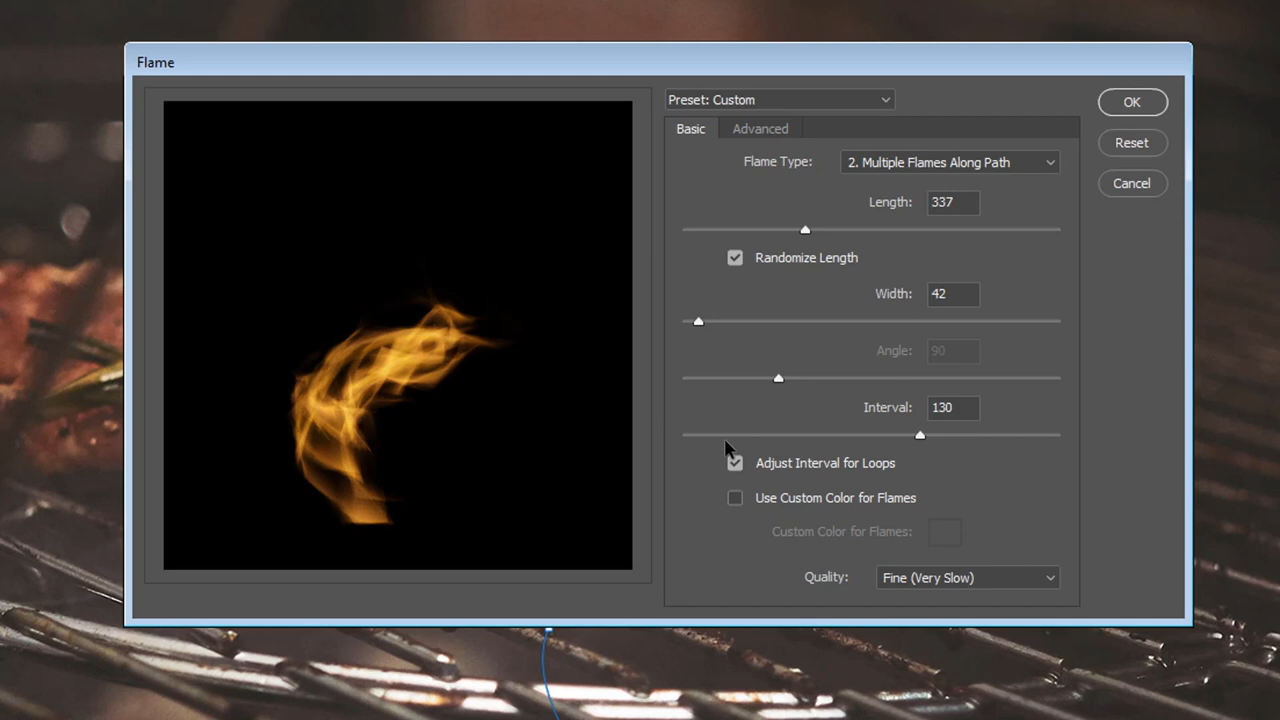 Flame
Preset: Custom
OK
Basic
Advanced
Reset
Flame Type:
2. Multiple Flames Along Path
Cancel
Length:
337
Randomize Length
Width:
42
Angle:
90
Interval:
130
Adjust Interval for Loops
Use Custom Color for Flames
Custom Color for Flames:
Quality:
Fine (Very Slow)